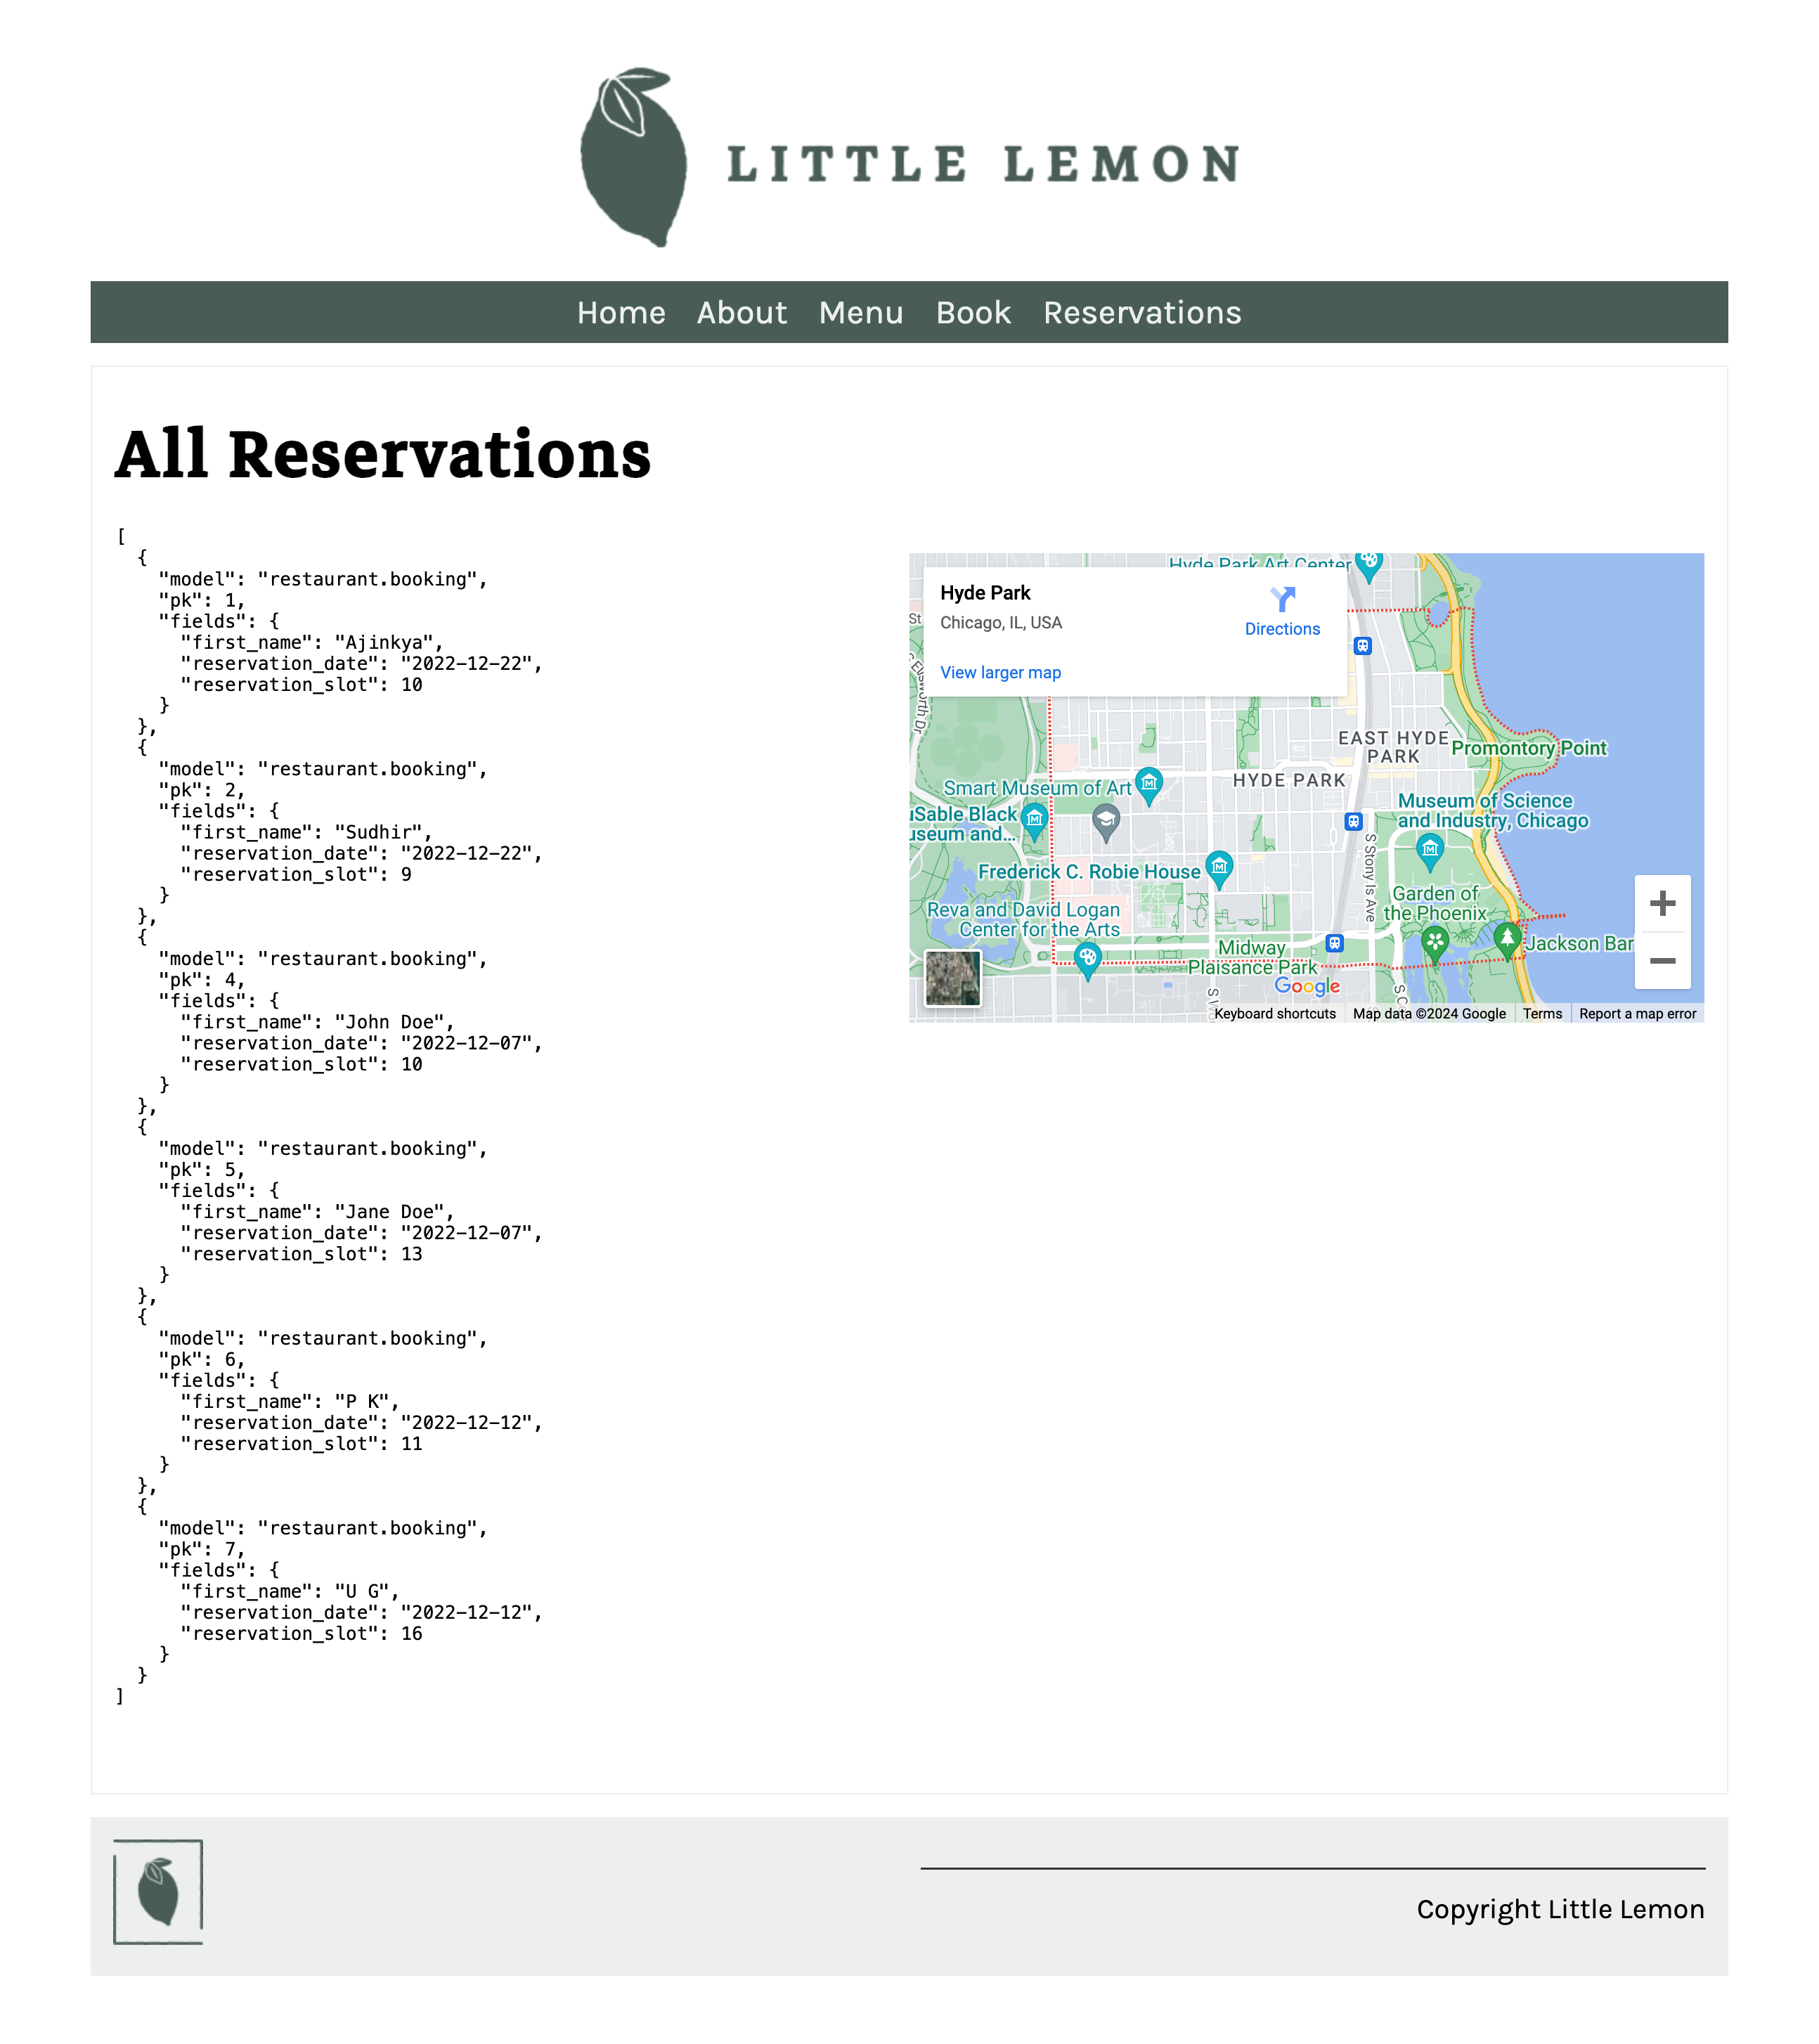 LITTLE LEMON
Home About Menu Book Reservations
All Reservations
[
  {
    "model": "restaurant.booking",
    "pk": 1,
    "fields": {
      "first_name": "Ajinkya",
      "reservation_date": "2022-12-22",
      "reservation_slot": 10
    }
  },
  {
    "model": "restaurant.booking",
    "pk": 2,
    "fields": {
      "first_name": "Sudhir",
      "reservation_date": "2022-12-22",
      "reservation_slot": 9
    }
  },
  {
    "model": "restaurant.booking",
    "pk": 4,
    "fields": {
      "first_name": "John Doe",
      "reservation_date": "2022-12-07",
      "reservation_slot": 10
    }
  },
  {
    "model": "restaurant.booking",
    "pk": 5,
    "fields": {
      "first_name": "Jane Doe",
      "reservation_date": "2022-12-07",
      "reservation_slot": 13
    }
  },
  {
    "model": "restaurant.booking",
    "pk": 6,
    "fields": {
      "first_name": "P K",
      "reservation_date": "2022-12-12",
      "reservation_slot": 11
    }
  },
  {
    "model": "restaurant.booking",
    "pk": 7,
    "fields": {
      "first_name": "U G",
      "reservation_date": "2022-12-12",
      "reservation_slot": 16
    }
  }
]
Hyde Park Art Center
Hyde Park
Chicago, IL, USA
Directions
View larger map
St
EAST HYDE
PARK
Promontory Point
HYDE PARK
Smart Museum of Art
Museum of Science
and Industry, Chicago
uSable Black
useum and...
S Stony Is Ave
Frederick C. Robie House
Garden of
the Phoenix
Reva and David Logan
Center for the Arts
Midway
Plaisance Park
Jackson Bar
Google
Keyboard shortcuts Map data ©2024 Google Terms Report a map error
Copyright Little Lemon